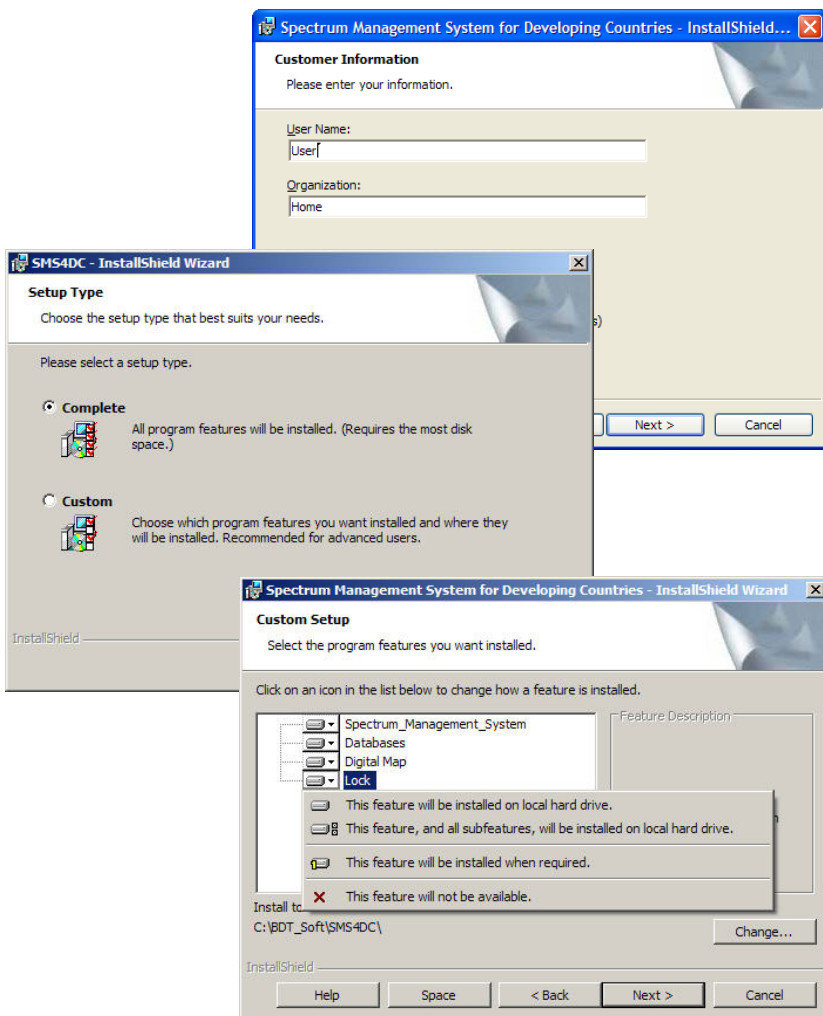 Spectrum Management System for Developing Countries - InstallShield...
Customer Information
Please enter your information.
User Name:
User
Organization:
Home
s)
Next >
Cancel
SMS4DC - InstallShield Wizard
Setup Type
Choose the setup type that best suits your needs.
Please select a setup type.
Complete
All program features will be installed. (Requires the most disk
space.)
Custom
Choose which program features you want installed and where they
will be installed. Recommended for advanced users.
InstallShield
Spectrum Management System for Developing Countries - InstallShield Wizard
Custom Setup
Select the program features you want installed.
Click on an icon in the list below to change how a feature is installed.
Feature Description
Spectrum_Management_System
Databases
Digital Map
Lock
This feature will be installed on local hard drive.
This feature, and all subfeatures, will be installed on local hard drive.
This feature will be installed when required.
This feature will not be available.
Install to
C:\BDT_Soft\SMS4DC\
Change...
InstallShield
Help
Space
< Back
Next >
Cancel